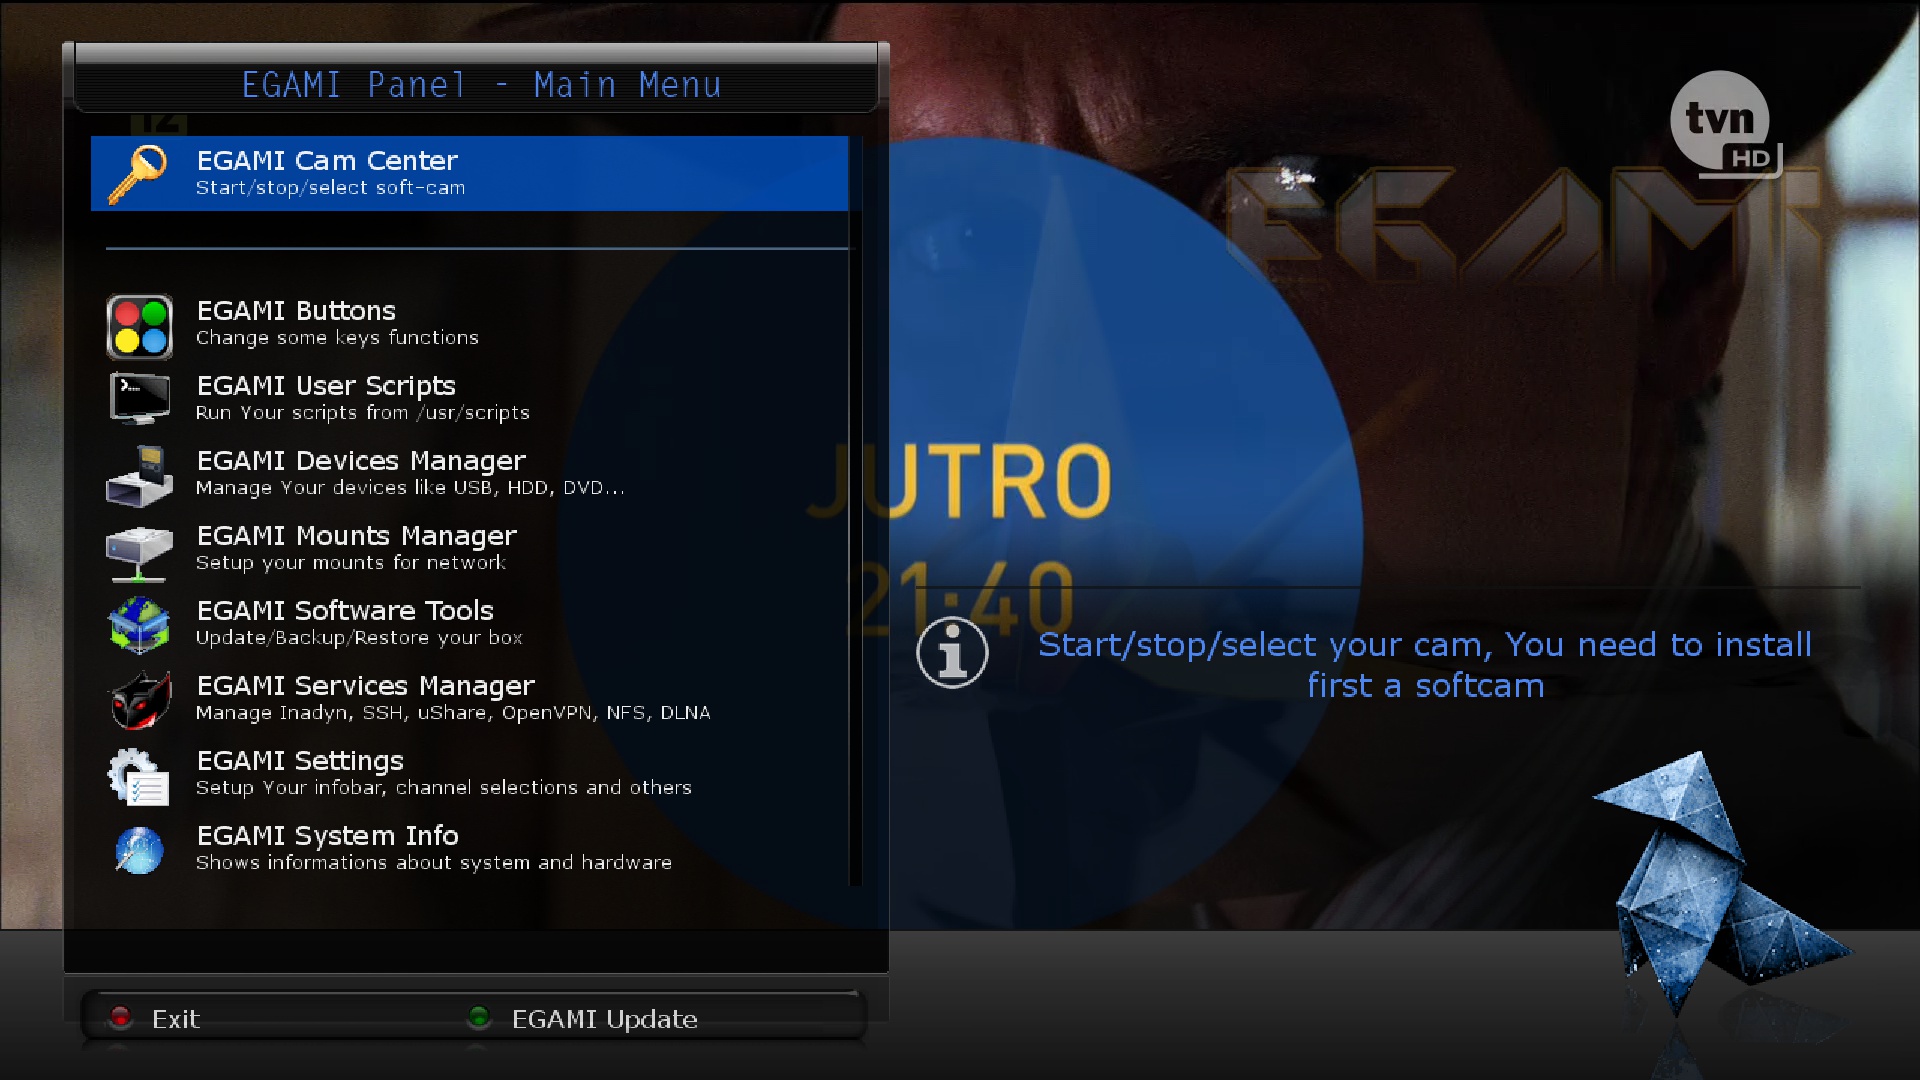 EGAMI Panel - Main Menu
12
EGAMI Cam Center
Start/stop/select soft-cam
EGAMI Buttons
Change some keys functions
EGAMI User Scripts
Run Your scripts from /usr/scripts
EGAMI Devices Manager
Manage Your devices like USB, HDD, DVD...
EGAMI Mounts Manager
Setup your mounts for network
EGAMI Software Tools
Update/Backup/Restore your box
EGAMI Services Manager
Manage Inadyn, SSH, uShare, OpenVPN, NFS, DLNA
EGAMI Settings
Setup Your infobar, channel selections and others
EGAMI System Info
Shows informations about system and hardware
Exit
EGAMI Update
tvn
HD
EGAMI
JUTRO
21:40
Start/stop/select your cam, You need to install
first a softcam